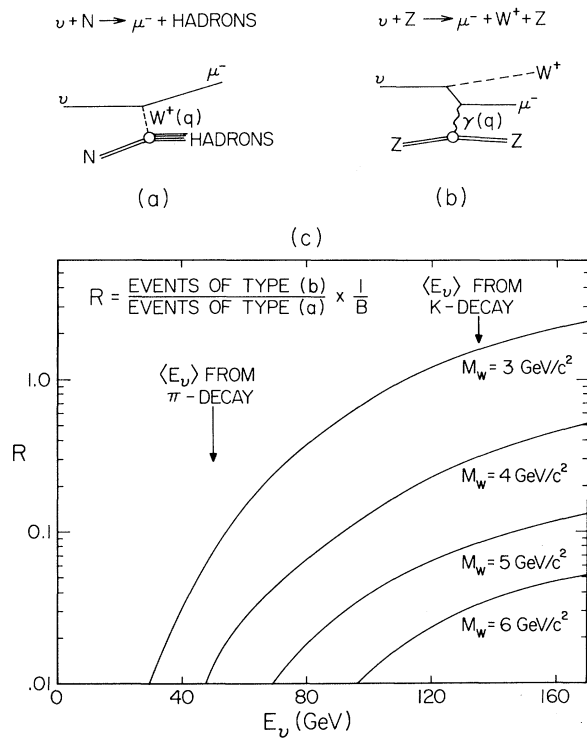 υ + N → μ⁻ + HADRONS
υ + Z → μ⁻ + W⁺ + Z
υ
μ⁻
W⁺(q)
N
HADRONS
(a)
υ
W⁺
μ⁻
γ(q)
Z
Z
(b)
(c)
R = EVENTS OF TYPE (b) / EVENTS OF TYPE (a) × 1/B
⟨E_υ⟩ FROM
K-DECAY
⟨E_υ⟩ FROM
π-DECAY
M_W = 3 GeV/c²
M_W = 4 GeV/c²
M_W = 5 GeV/c²
M_W = 6 GeV/c²
R
1.0
0.1
.01
0
40
80
120
160
E_υ (GeV)